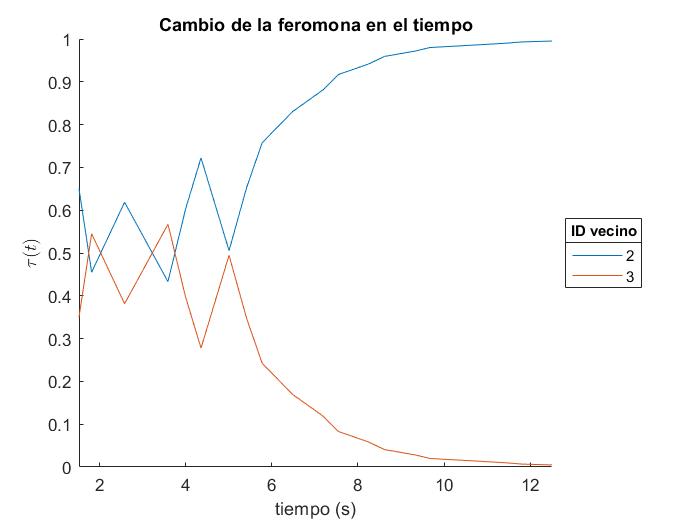 Cambio de la feromona en el tiempo
1
0.9
0.8
0.7
0.6
0.5
0.4
0.3
0.2
0.1
0
τ(t)
2 4 6 8 10 12
tiempo (s)
ID vecino
2
3